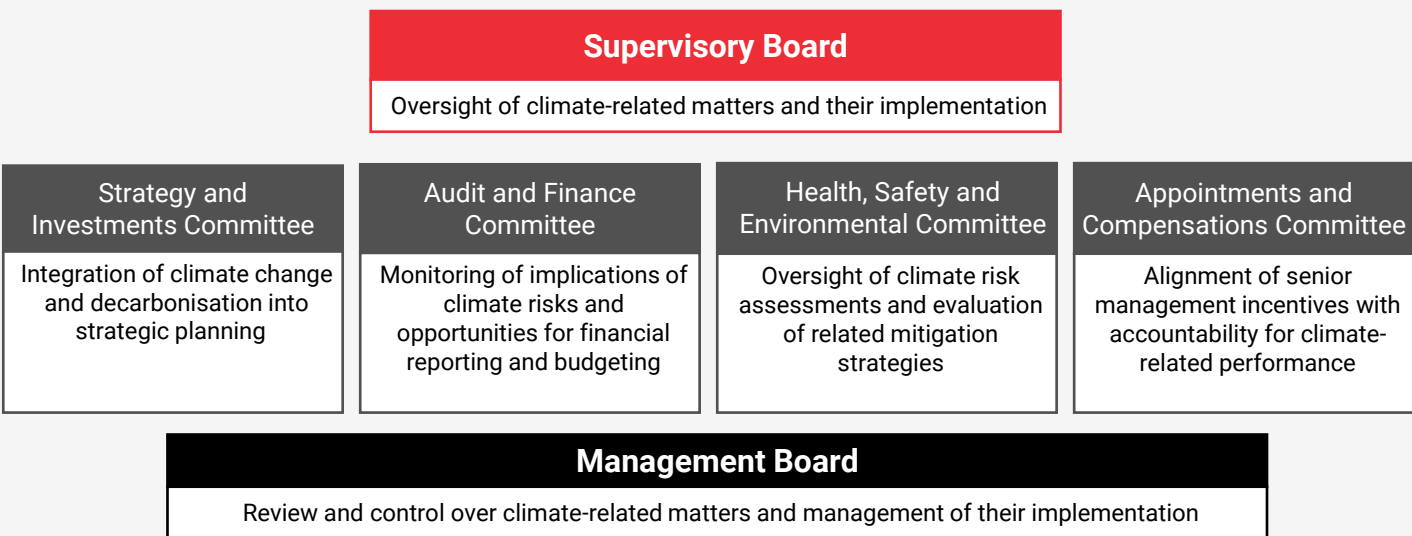 Supervisory Board
Oversight of climate-related matters and their implementation
Strategy and
Investments Committee
Integration of climate change
and decarbonisation into
strategic planning
Audit and Finance
Committee
Monitoring of implications of
climate risks and
opportunities for financial
reporting and budgeting
Health, Safety and
Environmental Committee
Oversight of climate risk
assessments and evaluation
of related mitigation
strategies
Appointments and
Compensations Committee
Alignment of senior
management incentives with
accountability for climate-
related performance
Management Board
Review and control over climate-related matters and management of their implementation